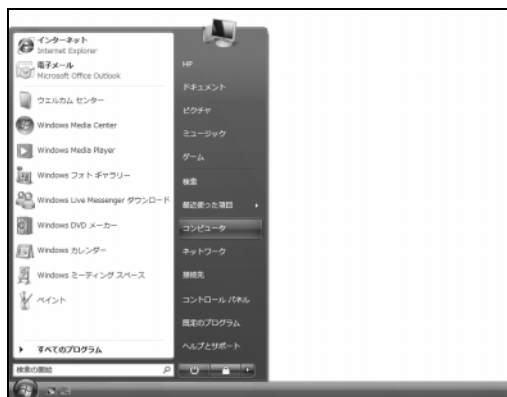 インターネット
Internet Explorer
電子メール
Microsoft Office Outlook
ウエルカム センター
Windows Media Center
Windows Media Player
Windows フォト ギャラリー
Windows Live Messenger ダウンロード
Windows DVD メーカー
Windows カレンダー
Windows ミーティング スペース
ペイント
すべてのプログラム
検索の開始
HP
ドキュメント
ピクチャ
ミュージック
ゲーム
検索
最近使った項目
コンピュータ
ネットワーク
接続先
コントロール パネル
既定のプログラム
ヘルプとサポート